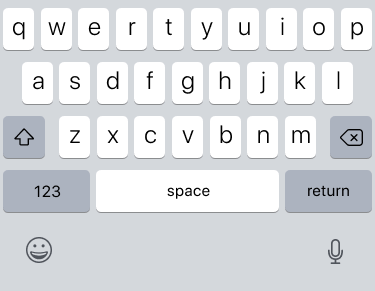 q w e r t y u i o p
a s d f g h j k l
z x c v b n m
123 space return